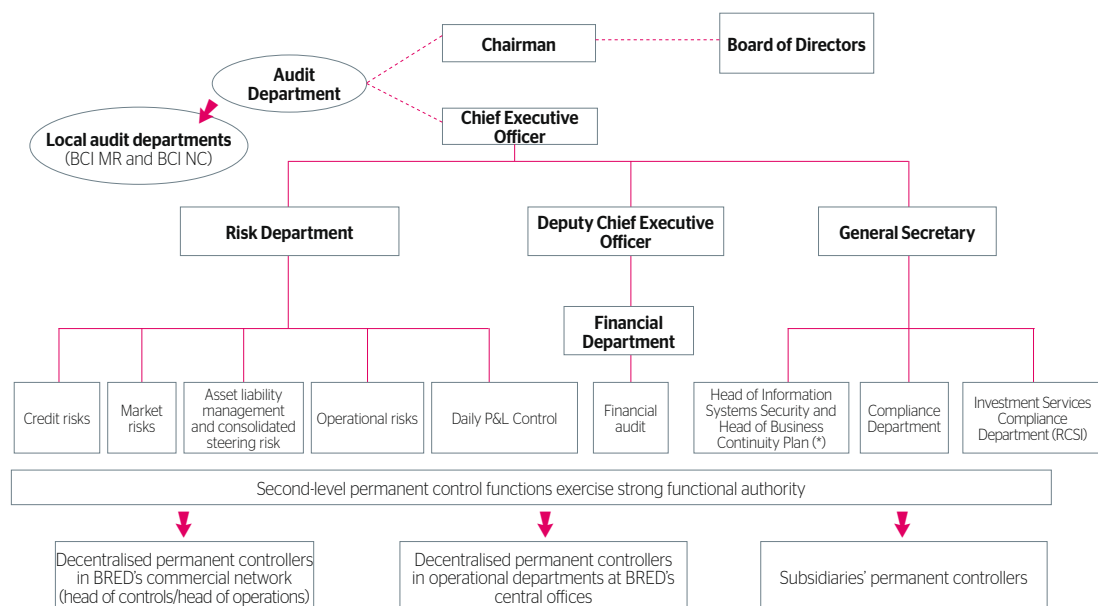 Chairman
Board of Directors
Audit
Department
Chief Executive
Officer
Local audit departments
(BCI MR and BCI NC)
Risk Department
Deputy Chief Executive
Officer
General Secretary
Financial
Department
Credit risks
Market
risks
Asset liability
management
and consolidated
steering risk
Operational risks
Daily P&L Control
Financial
audit
Head of Information
Systems Security and
Head of Business
Continuity Plan (*)
Compliance
Department
Investment Services
Compliance
Department (RCSI)
Second-level permanent control functions exercise strong functional authority
Decentralised permanent controllers
in BRED's commercial network
(head of controls/head of operations)
Decentralised permanent controllers
in operational departments at BRED's
central offices
Subsidiaries' permanent controllers